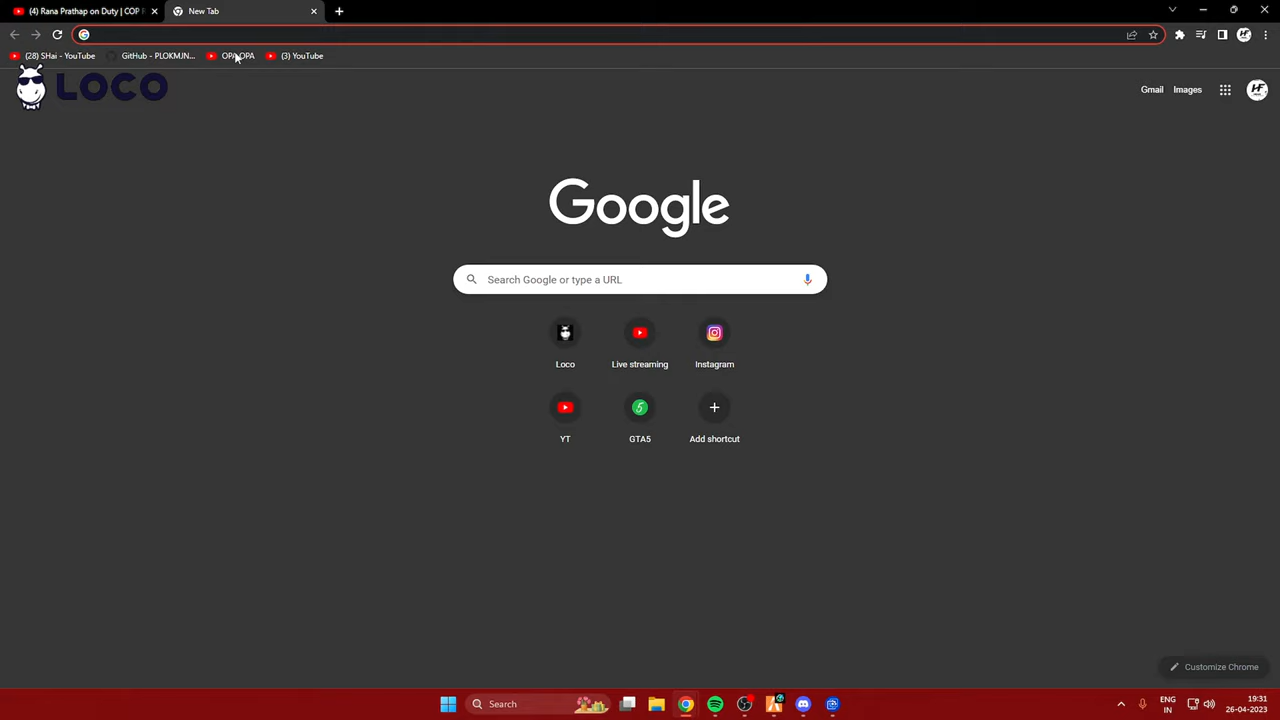 (4) Rana Prathap on Duty | COP R
New Tab
(28) SHai - YouTube
GitHub - PLOKMJN...
OPA OPA
(3) YouTube
LOCO
Gmail
Images
Google
Search Google or type a URL
Loco
Live streaming
Instagram
YT
GTA5
Add shortcut
Customize Chrome
Search
ENG
IN
19:31
26-04-2023